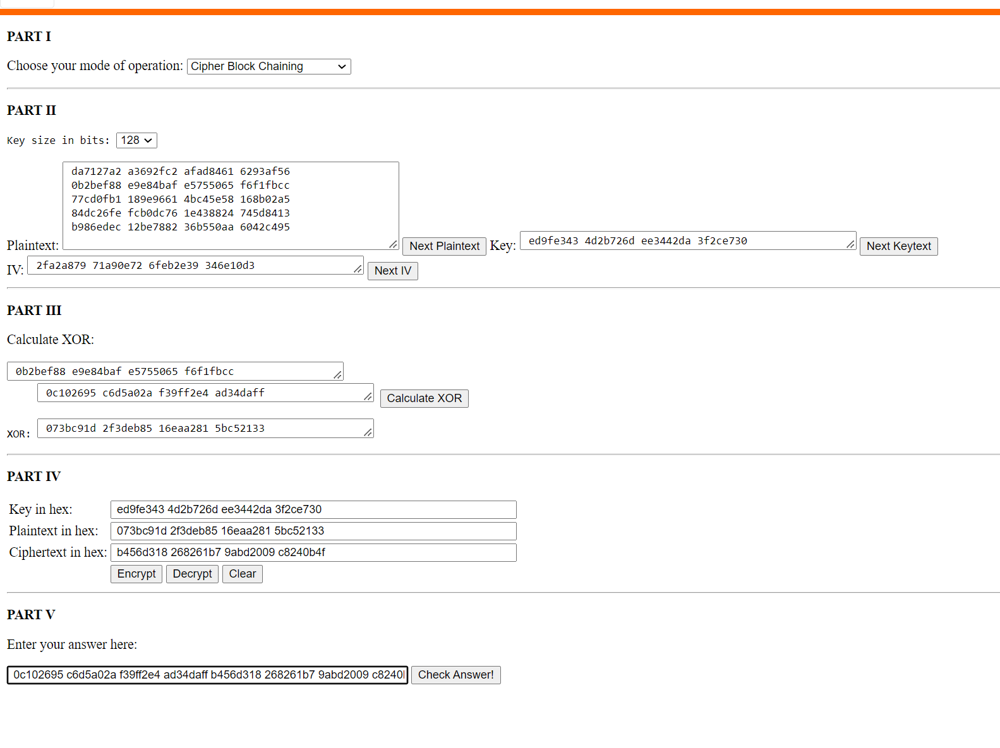 PART I
Choose your mode of operation: Cipher Block Chaining
PART II
Key size in bits: 128
da7127a2 a3692fc2 afad8461 6293af56
0b2bef88 e9e84baf e5755065 f6f1fbcc
77cd0fb1 189e9661 4bc45e58 168b02a5
84dc26fe fcb0dc76 1e438824 745d8413
b986edec 12be7882 36b550aa 6042c495
Plaintext: Next Plaintext Key: ed9fe343 4d2b726d ee3442da 3f2ce730 Next Keytext
IV: 2fa2a879 71a90e72 6feb2e39 346e10d3 Next IV
PART III
Calculate XOR:
0b2bef88 e9e84baf e5755065 f6f1fbcc
0c102695 c6d5a02a f39ff2e4 ad34daff Calculate XOR
XOR: 073bc91d 2f3deb85 16eaa281 5bc52133
PART IV
Key in hex: ed9fe343 4d2b726d ee3442da 3f2ce730
Plaintext in hex: 073bc91d 2f3deb85 16eaa281 5bc52133
Ciphertext in hex: b456d318 268261b7 9abd2009 c8240b4f
Encrypt Decrypt Clear
PART V
Enter your answer here:
0c102695 c6d5a02a f39ff2e4 ad34daff b456d318 268261b7 9abd2009 c8240 Check Answer!